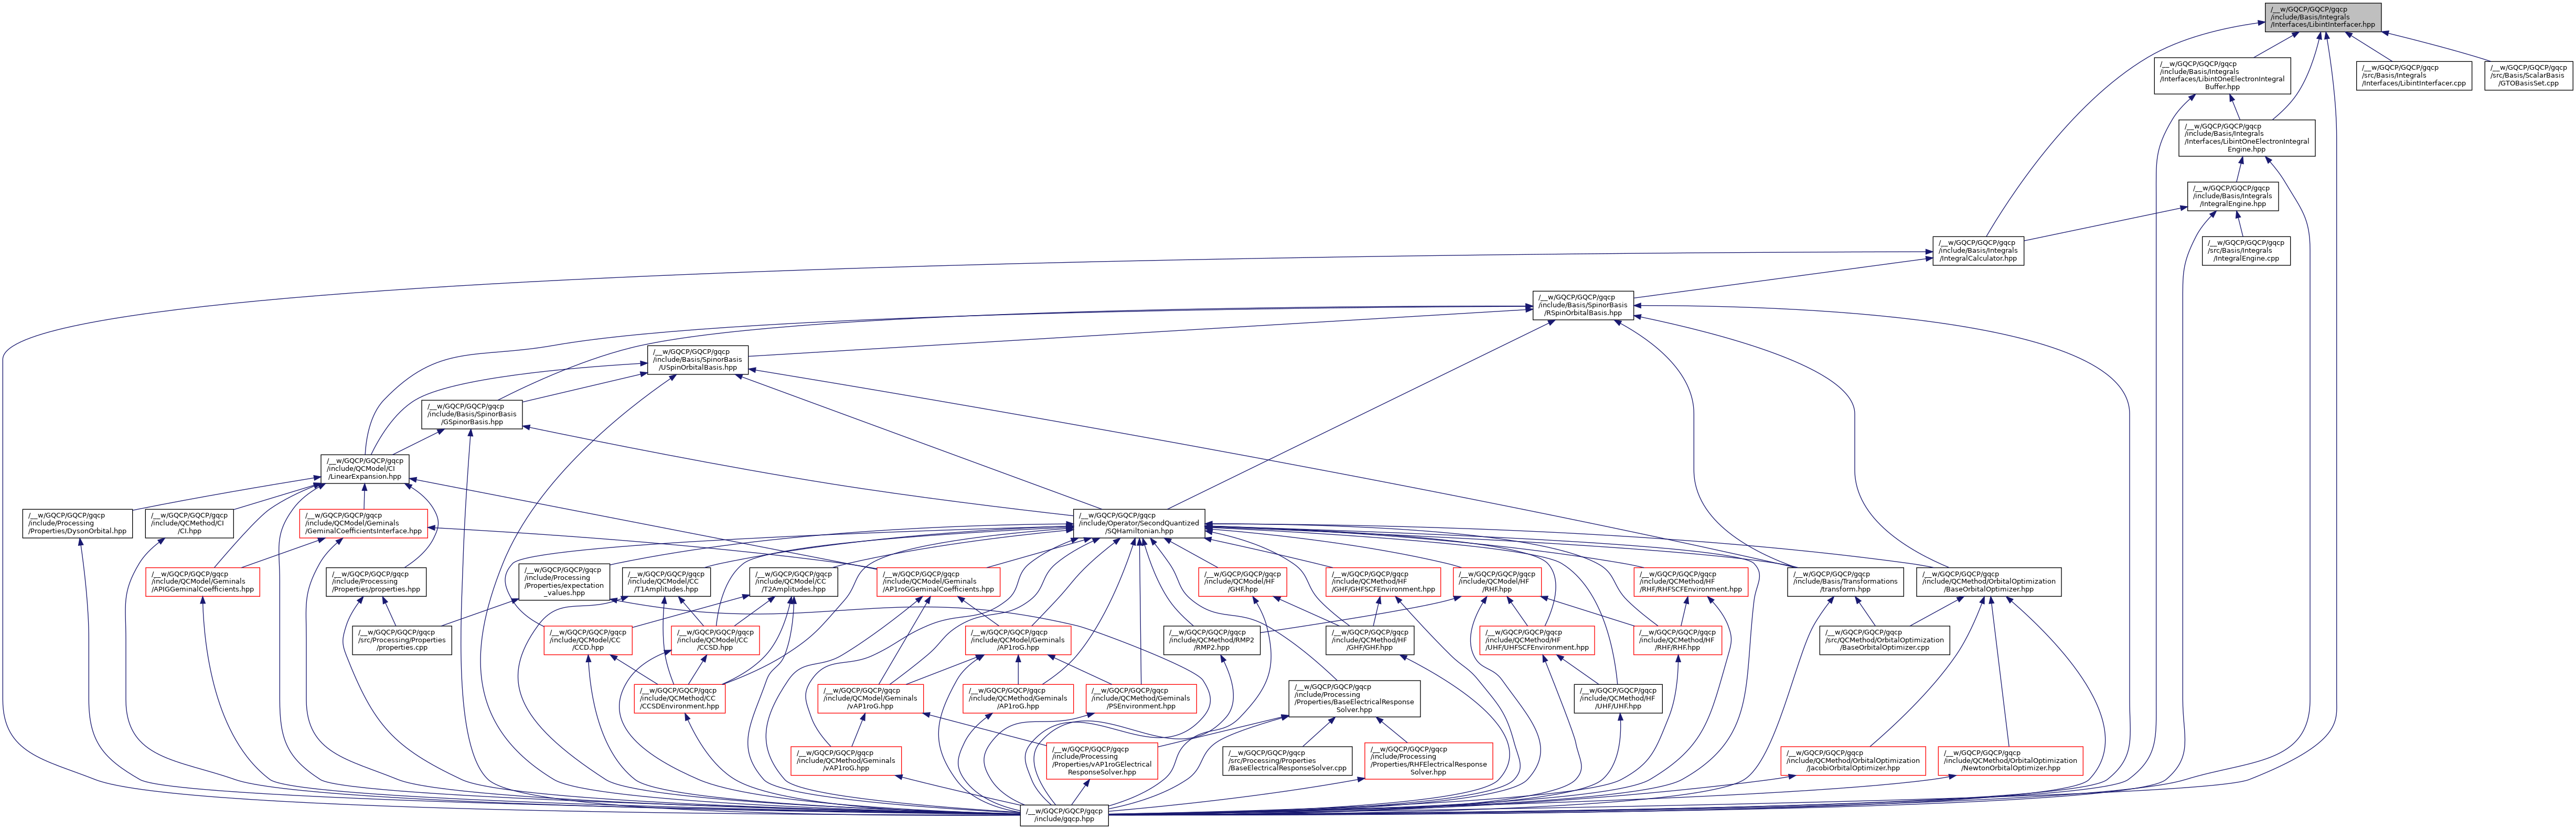 /__w/GQCP/GQCP/gqcp
/include/Basis/Integrals
/Interfaces/LibintInterfacer.hpp
/__w/GQCP/GQCP/gqcp
/include/Basis/Integrals
/Interfaces/LibintOneElectronIntegral
Buffer.hpp
/__w/GQCP/GQCP/gqcp
/src/Basis/Integrals
/Interfaces/LibintInterfacer.cpp
/__w/GQCP/GQCP/gqcp
/src/Basis/ScalarBasis
/GTOBasisSet.cpp
/__w/GQCP/GQCP/gqcp
/include/Basis/Integrals
/Interfaces/LibintOneElectronIntegral
Engine.hpp
/__w/GQCP/GQCP/gqcp
/include/Basis/Integrals
/IntegralEngine.hpp
/__w/GQCP/GQCP/gqcp
/include/Basis/Integrals
/IntegralCalculator.hpp
/__w/GQCP/GQCP/gqcp
/src/Basis/Integrals
/IntegralEngine.cpp
/__w/GQCP/GQCP/gqcp
/include/Basis/SpinorBasis
/RSpinOrbitalBasis.hpp
/__w/GQCP/GQCP/gqcp
/include/Basis/SpinorBasis
/USpinOrbitalBasis.hpp
/__w/GQCP/GQCP/gqcp
/include/Basis/SpinorBasis
/GSpinorBasis.hpp
/__w/GQCP/GQCP/gqcp
/include/QCModel/CI
/LinearExpansion.hpp
/__w/GQCP/GQCP/gqcp
/include/Processing
/Properties/DysonOrbital.hpp
/__w/GQCP/GQCP/gqcp
/include/QCMethod/CI
/CI.hpp
/__w/GQCP/GQCP/gqcp
/include/QCModel/Geminals
/GeminalCoefficientsInterface.hpp
/__w/GQCP/GQCP/gqcp
/include/Operator/SecondQuantized
/SQHamiltonian.hpp
/__w/GQCP/GQCP/gqcp
/include/QCModel/Geminals
/APIGGeminalCoefficients.hpp
/__w/GQCP/GQCP/gqcp
/include/Processing
/Properties/properties.hpp
/__w/GQCP/GQCP/gqcp
/include/Processing
/Properties/expectation
_values.hpp
/__w/GQCP/GQCP/gqcp
/include/QCModel/CC
/T1Amplitudes.hpp
/__w/GQCP/GQCP/gqcp
/include/QCModel/CC
/T2Amplitudes.hpp
/__w/GQCP/GQCP/gqcp
/include/QCModel/Geminals
/AP1roGGeminalCoefficients.hpp
/__w/GQCP/GQCP/gqcp
/include/QCModel/HF
/GHF.hpp
/__w/GQCP/GQCP/gqcp
/include/QCMethod/HF
/GHF/GHFSCFEnvironment.hpp
/__w/GQCP/GQCP/gqcp
/include/QCModel/HF
/RHF.hpp
/__w/GQCP/GQCP/gqcp
/include/QCMethod/HF
/RHF/RHFSCFEnvironment.hpp
/__w/GQCP/GQCP/gqcp
/include/Basis/Transformations
/transform.hpp
/__w/GQCP/GQCP/gqcp
/include/QCMethod/OrbitalOptimization
/BaseOrbitalOptimizer.hpp
/__w/GQCP/GQCP/gqcp
/src/Processing/Properties
/properties.cpp
/__w/GQCP/GQCP/gqcp
/include/QCModel/CC
/CCD.hpp
/__w/GQCP/GQCP/gqcp
/include/QCModel/CC
/CCSD.hpp
/__w/GQCP/GQCP/gqcp
/include/QCModel/Geminals
/AP1roG.hpp
/__w/GQCP/GQCP/gqcp
/include/QCMethod/RMP2
/RMP2.hpp
/__w/GQCP/GQCP/gqcp
/include/QCMethod/HF
/GHF/GHF.hpp
/__w/GQCP/GQCP/gqcp
/include/QCMethod/HF
/UHF/UHFSCFEnvironment.hpp
/__w/GQCP/GQCP/gqcp
/include/QCMethod/HF
/RHF/RHF.hpp
/__w/GQCP/GQCP/gqcp
/src/QCMethod/OrbitalOptimization
/BaseOrbitalOptimizer.cpp
/__w/GQCP/GQCP/gqcp
/include/QCMethod/CC
/CCSDEnvironment.hpp
/__w/GQCP/GQCP/gqcp
/include/QCModel/Geminals
/vAP1roG.hpp
/__w/GQCP/GQCP/gqcp
/include/QCMethod/Geminals
/AP1roG.hpp
/__w/GQCP/GQCP/gqcp
/include/QCMethod/Geminals
/PSEnvironment.hpp
/__w/GQCP/GQCP/gqcp
/include/Processing
/Properties/BaseElectricalResponse
Solver.hpp
/__w/GQCP/GQCP/gqcp
/include/QCMethod/HF
/UHF/UHF.hpp
/__w/GQCP/GQCP/gqcp
/include/QCMethod/Geminals
/vAP1roG.hpp
/__w/GQCP/GQCP/gqcp
/include/Processing
/Properties/vAP1roGElectrical
ResponseSolver.hpp
/__w/GQCP/GQCP/gqcp
/src/Processing/Properties
/BaseElectricalResponseSolver.cpp
/__w/GQCP/GQCP/gqcp
/include/Processing
/Properties/RHFElectricalResponse
Solver.hpp
/__w/GQCP/GQCP/gqcp
/include/QCMethod/OrbitalOptimization
/JacobiOrbitalOptimizer.hpp
/__w/GQCP/GQCP/gqcp
/include/QCMethod/OrbitalOptimization
/NewtonOrbitalOptimizer.hpp
/__w/GQCP/GQCP/gqcp
/include/gqcp.hpp